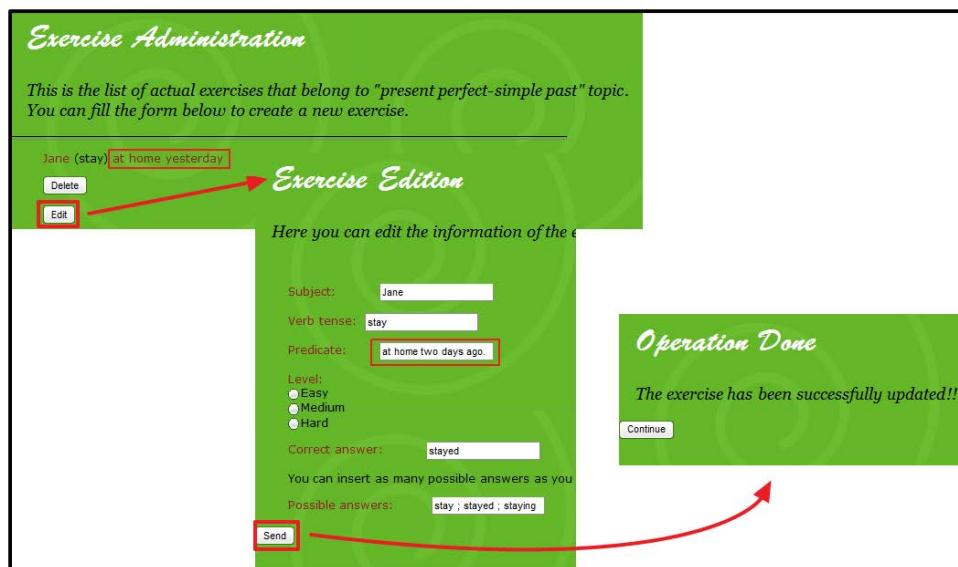 Exercise Administration
This is the list of actual exercises that belong to "present perfect-simple past" topic.
You can fill the form below to create a new exercise.
Jane (stay) at home yesterday
Delete
Edit
Exercise Edition
Here you can edit the information of the e
Subject: Jane
Verb tense: stay
Predicate: at home two days ago.
Level:
Easy
Medium
Hard
Correct answer: stayed
You can insert as many possible answers as you
Possible answers: stay ; stayed ; staying
Send
Operation Done
The exercise has been successfully updated!!
Continue